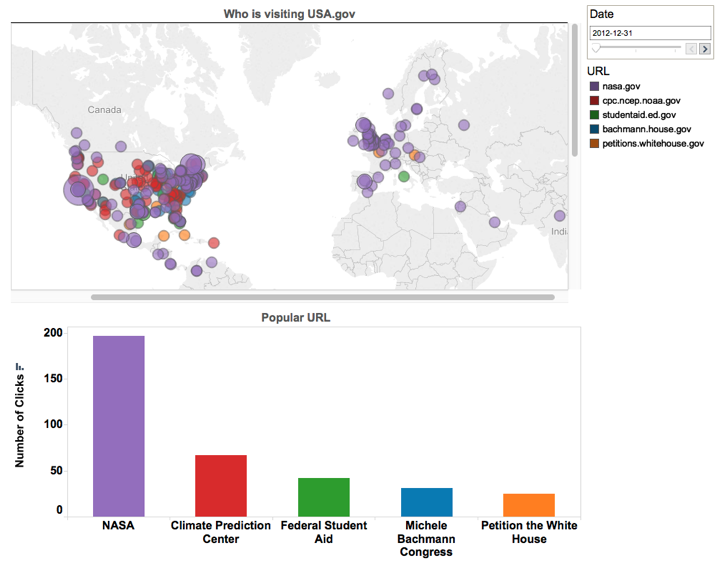 Who is visiting USA.gov
Date
2012-12-31
URL
nasa.gov
cpc.ncep.noaa.gov
studentaid.ed.gov
bachmann.house.gov
petitions.whitehouse.gov
Canada
Indi
Popular URL
Number of Clicks
200
150
100
50
0
NASA
Climate Prediction
Center
Federal Student
Aid
Michele
Bachmann
Congress
Petition the White
House